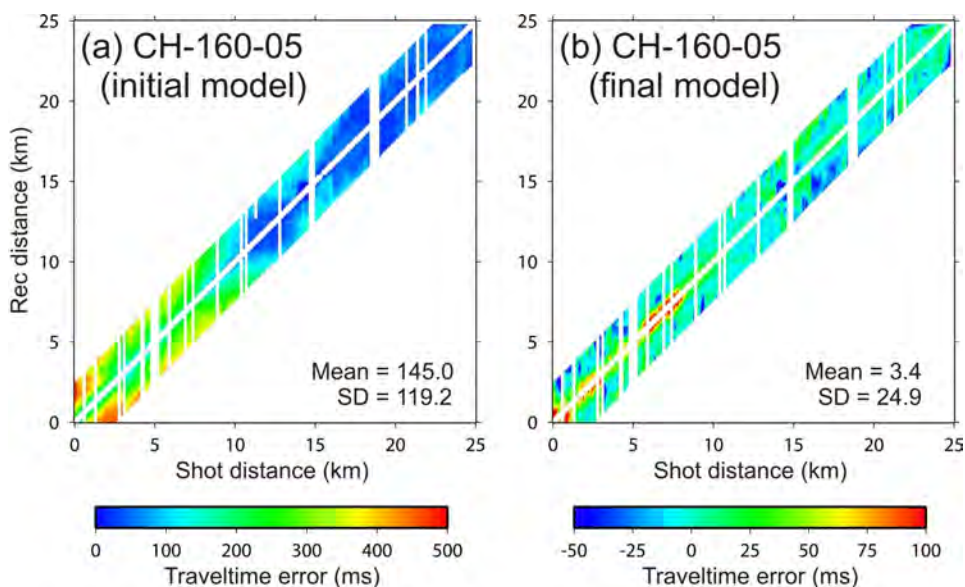 (a) CH-160-05
(initial model)
Rec distance (km)
25
20
15
10
5
0
Mean = 145.0
SD = 119.2
0 5 10 15 20 25
Shot distance (km)
0 100 200 300 400 500
Traveltime error (ms)
(b) CH-160-05
(final model)
25
20
15
10
5
0
Mean = 3.4
SD = 24.9
0 5 10 15 20 25
Shot distance (km)
-50 -25 0 25 50 75 100
Traveltime error (ms)